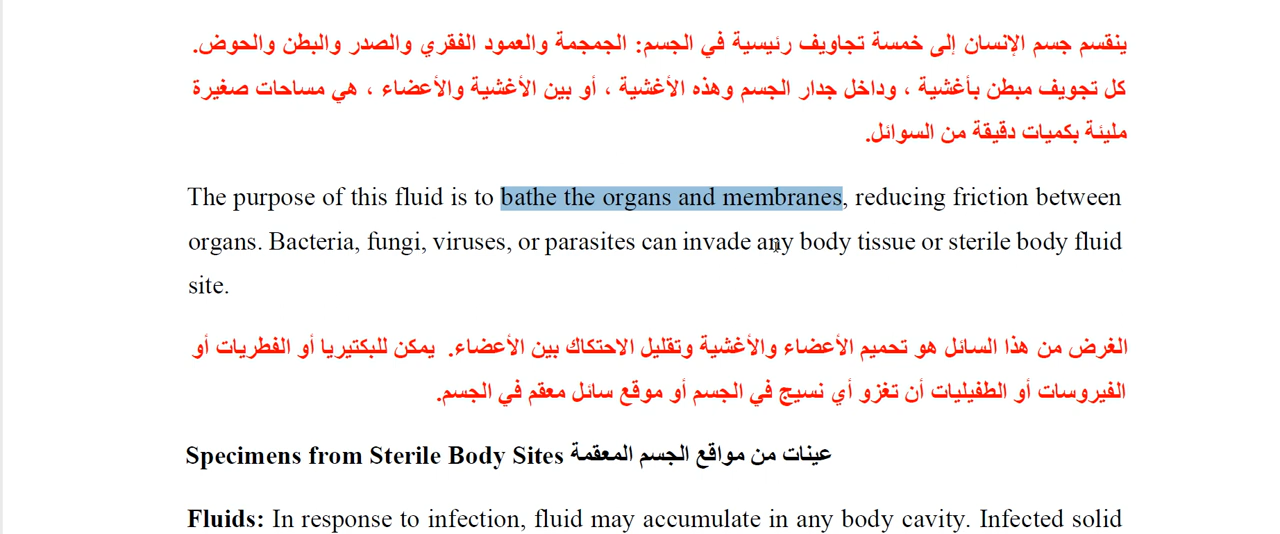 ينقسم جسم الإنسان إلى خمسة تجاويف رئيسية في الجسم: الجمجمة والعمود الفقري والصدر والبطن والحوض.
كل تجويف مبطن بأغشية ، وداخل جدار الجسم وهذه الأغشية ، أو بين الأغشية والأعضاء ، هي مساحات صغيرة
مليئة بكميات دقيقة من السوائل.
The purpose of this fluid is to bathe the organs and membranes, reducing friction between
organs. Bacteria, fungi, viruses, or parasites can invade any body tissue or sterile body fluid
site.
الغرض من هذا السائل هو تحميم الأعضاء والأغشية وتقليل الاحتكاك بين الأعضاء. يمكن للبكتيريا أو الفطريات أو
الفيروسات أو الطفيليات أن تغزو أي نسيج في الجسم أو موقع سائل معقم في الجسم.
Specimens from Sterile Body Sites عينات من مواقع الجسم المعقمة
Fluids: In response to infection, fluid may accumulate in any body cavity. Infected solid